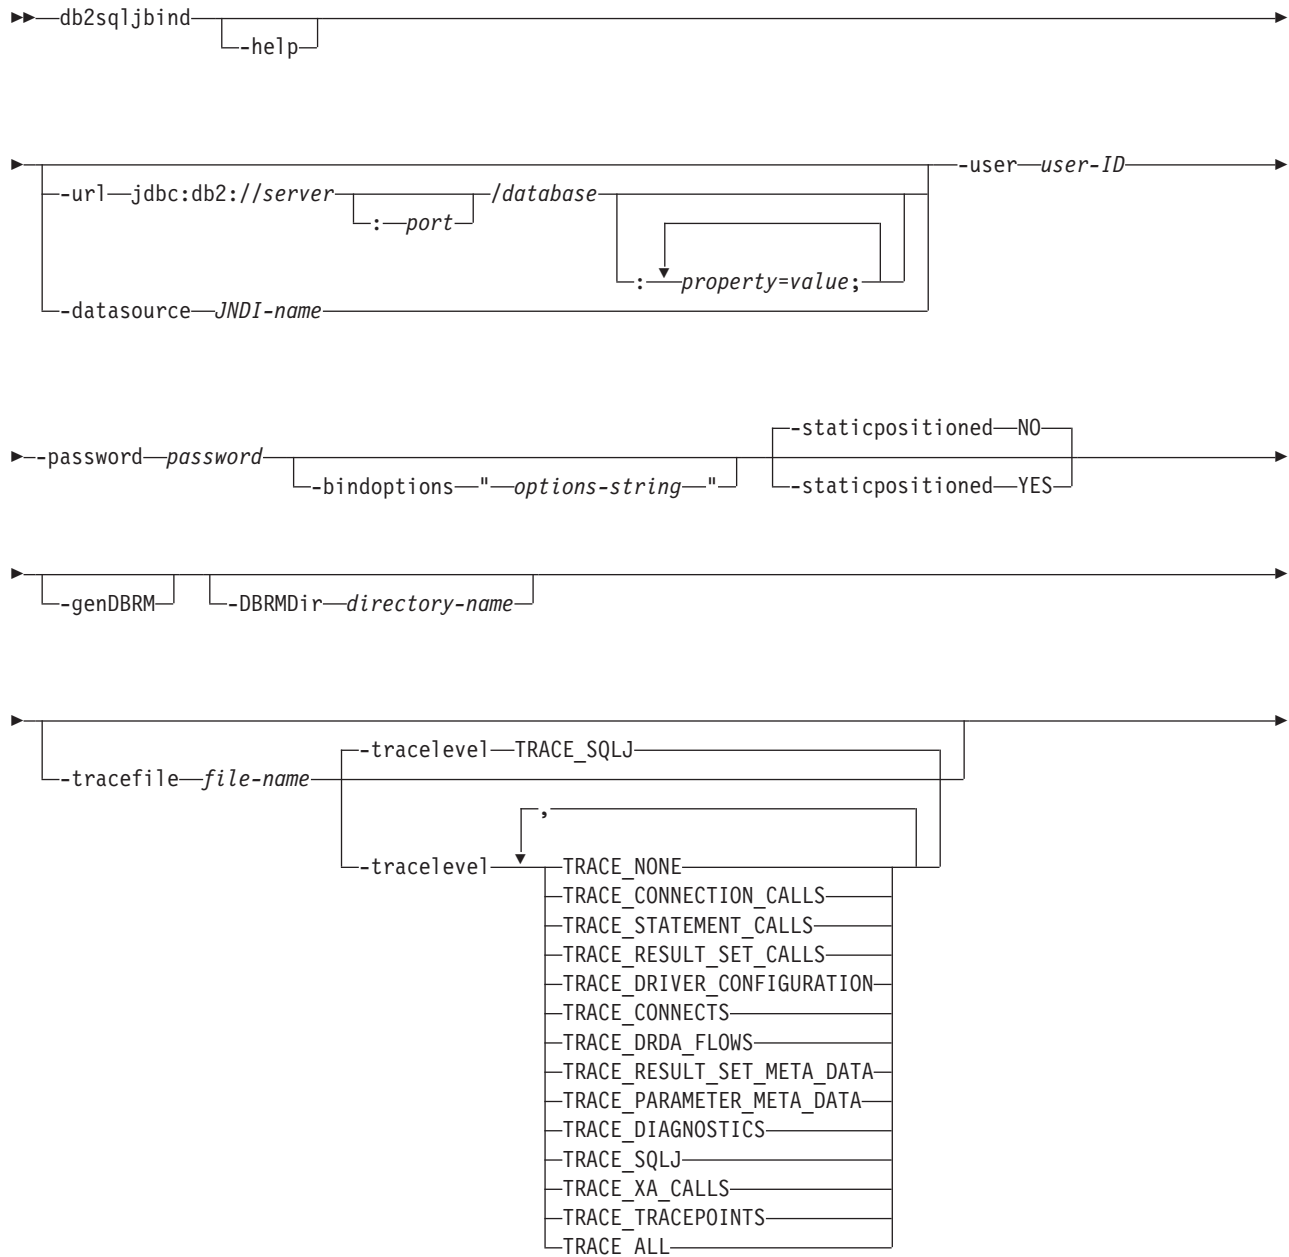 db2sqljbind
-help
-url jdbc:db2://server /database -user user-ID
: port
: property=value;
-datasource JNDI-name
-staticpositioned NO
-password password
-bindoptions " options-string " -staticpositioned YES
-genDBRM -DBRMDir directory-name
-tracelevel TRACE_SQLJ
-tracefile file-name
,
-tracelevel TRACE_NONE
TRACE_CONNECTION_CALLS
TRACE_STATEMENT_CALLS
TRACE_RESULT_SET_CALLS
TRACE_DRIVER_CONFIGURATION
TRACE_CONNECTS
TRACE_DRDA_FLOWS
TRACE_RESULT_SET_META_DATA
TRACE_PARAMETER_META_DATA
TRACE_DIAGNOSTICS
TRACE_SQLJ
TRACE_XA_CALLS
TRACE_TRACEPOINTS
TRACE_ALL